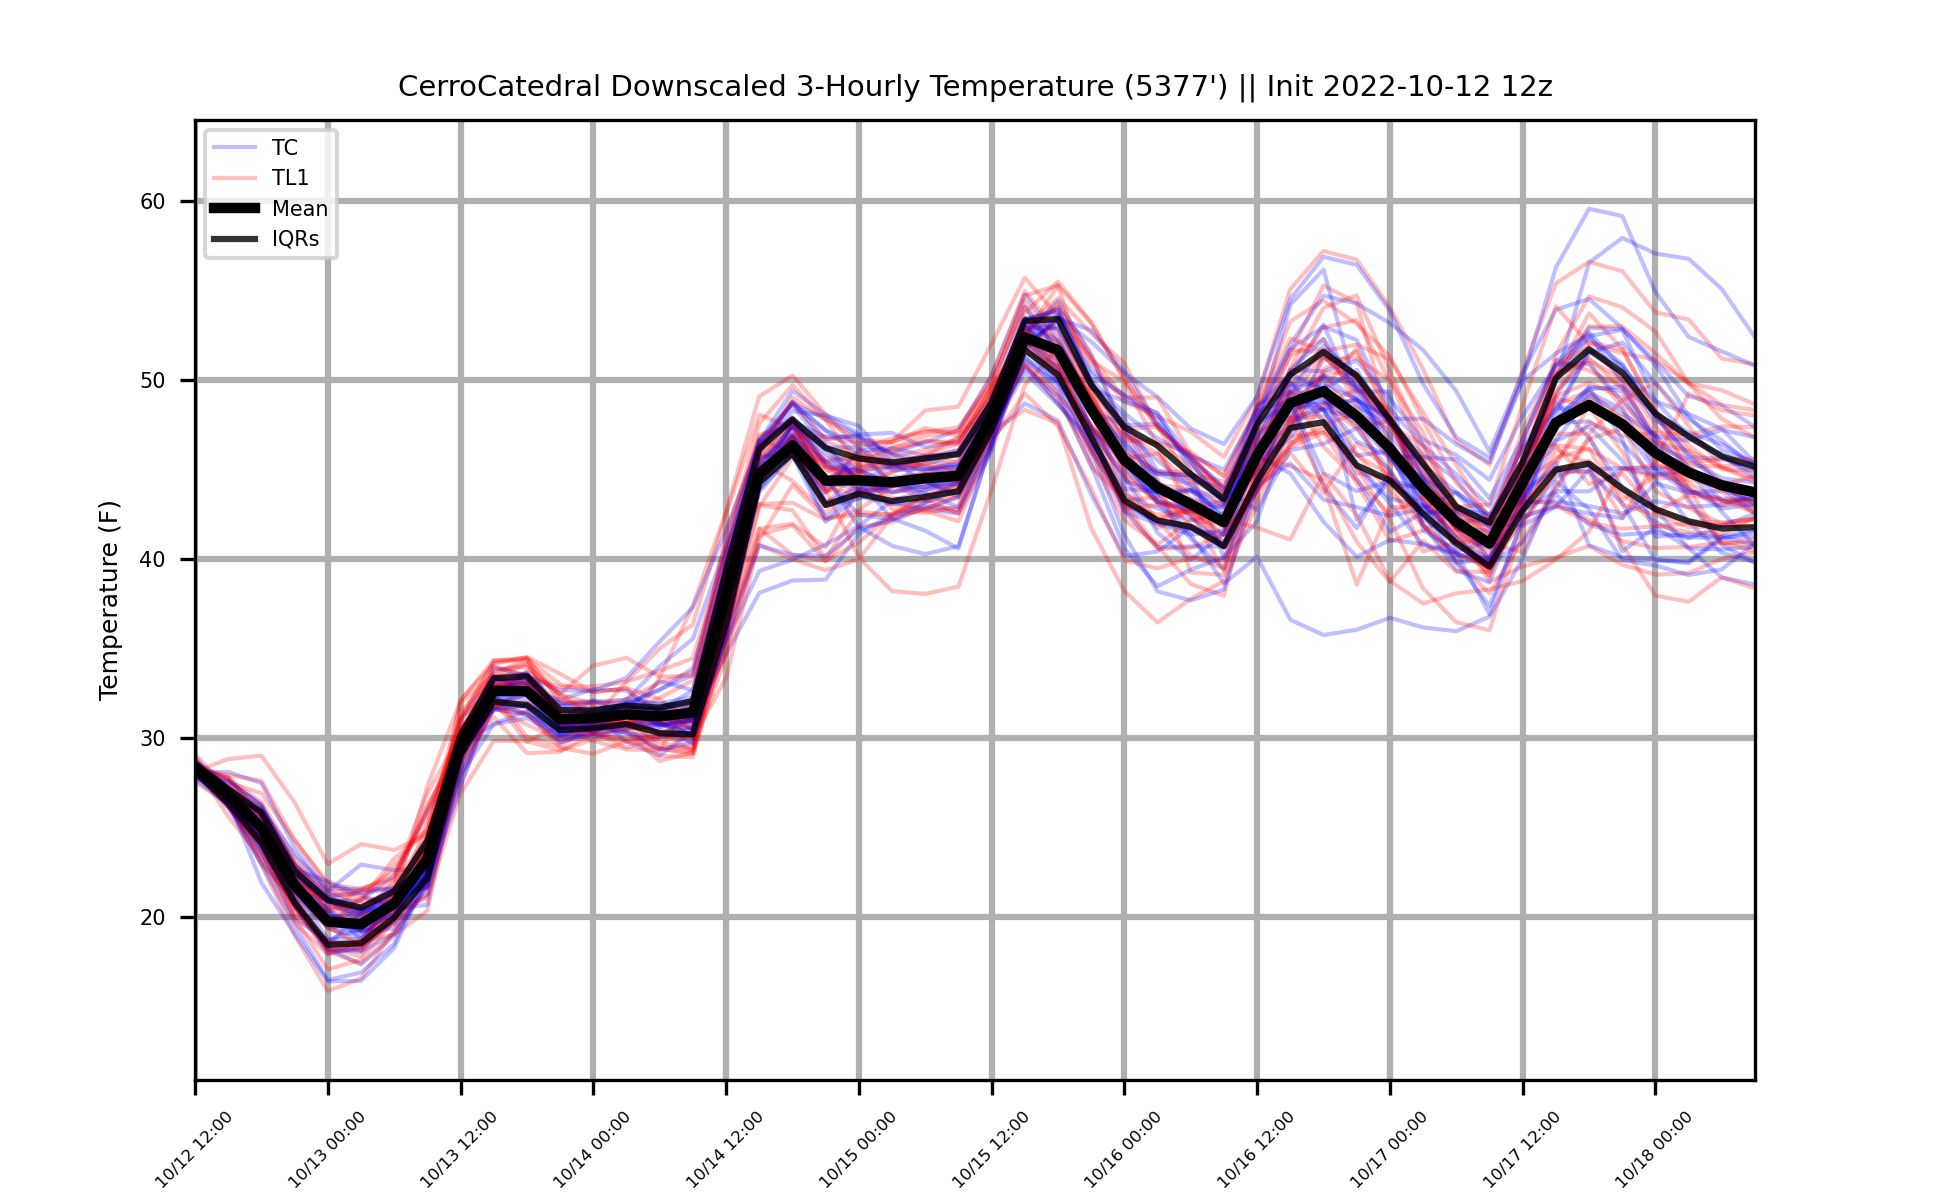 CerroCatedral Downscaled 3-Hourly Temperature (5377') || Init 2022-10-12 12z
TC
TL1
Mean
IQRs
Temperature (F)
60
50
40
30
20
10/12 12:00
10/13 00:00
10/13 12:00
10/14 00:00
10/14 12:00
10/15 00:00
10/15 12:00
10/16 00:00
10/16 12:00
10/17 00:00
10/17 12:00
10/18 00:00